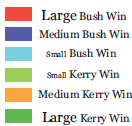 Large Bush Win
Medium Bush Win
Small Bush Win
Small Kerry Win
Medium Kerry Win
Large Kerry Win